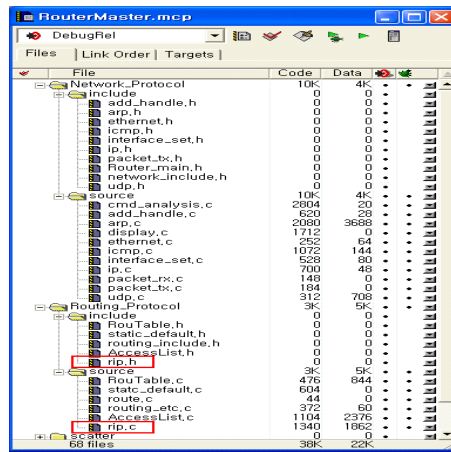 RouterMaster.mcp
DebugRel
Files | Link Order | Targets |
File Code Data
Network_Protocol 10K 4K
include 0 0
add_handle,h 0 0
arp,h 0 0
ethernet,h 0 0
icmp,h 0 0
interface_set,h 0 0
ip,h 0 0
packet_tx,h 0 0
Router_main,h 0 0
network_include,h 0 0
udp,h 0 0
source 10K 4K
cmd_analysis,c 2804 20
add_handle,c 620 28
arp,c 2080 3688
display,c 1712 0
ethernet,c 252 64
icmp,c 1072 144
interface_set,c 528 80
ip,c 700 48
packet_rx,c 148 0
packet_tx,c 184 0
udp,c 312 708
Routing_Protocol 3K 5K
include 0 0
RouTable,h 0 0
static_default,h 0 0
routing_include,h 0 0
AccessList,h 0 0
rip,h 0 0
source 3K 5K
RouTable,c 476 844
statc_default,c 604 0
route,c 44 0
routing_etc,c 372 60
AccessList,c 1104 2376
rip,c 1340 1862
scatter 0 0
68 files 38K 22K